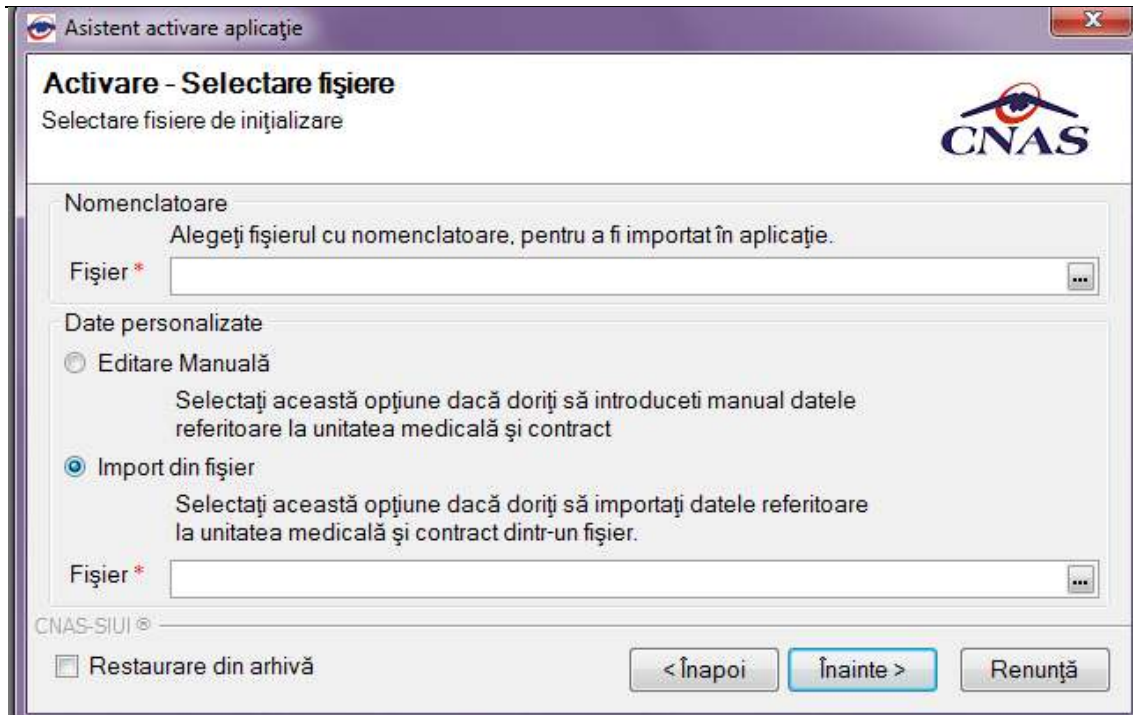 Asistent activare aplicaţie
Activare - Selectare fişiere
Selectare fisiere de iniţializare
CNAS
Nomenclatoare
Alegeţi fişierul cu nomenclatoare, pentru a fi importat în aplicaţie.
Fişier *
...
Date personalizate
Editare Manuală
Selectaţi această opţiune dacă doriţi să introduceti manual datele
referitoare la unitatea medicală şi contract
Import din fişier
Selectaţi această opţiune dacă doriţi să importaţi datele referitoare
la unitatea medicală şi contract dintr-un fişier.
Fişier *
...
CNAS-SIUI ®
Restaurare din arhivă
< Înapoi
Înainte >
Renunţă